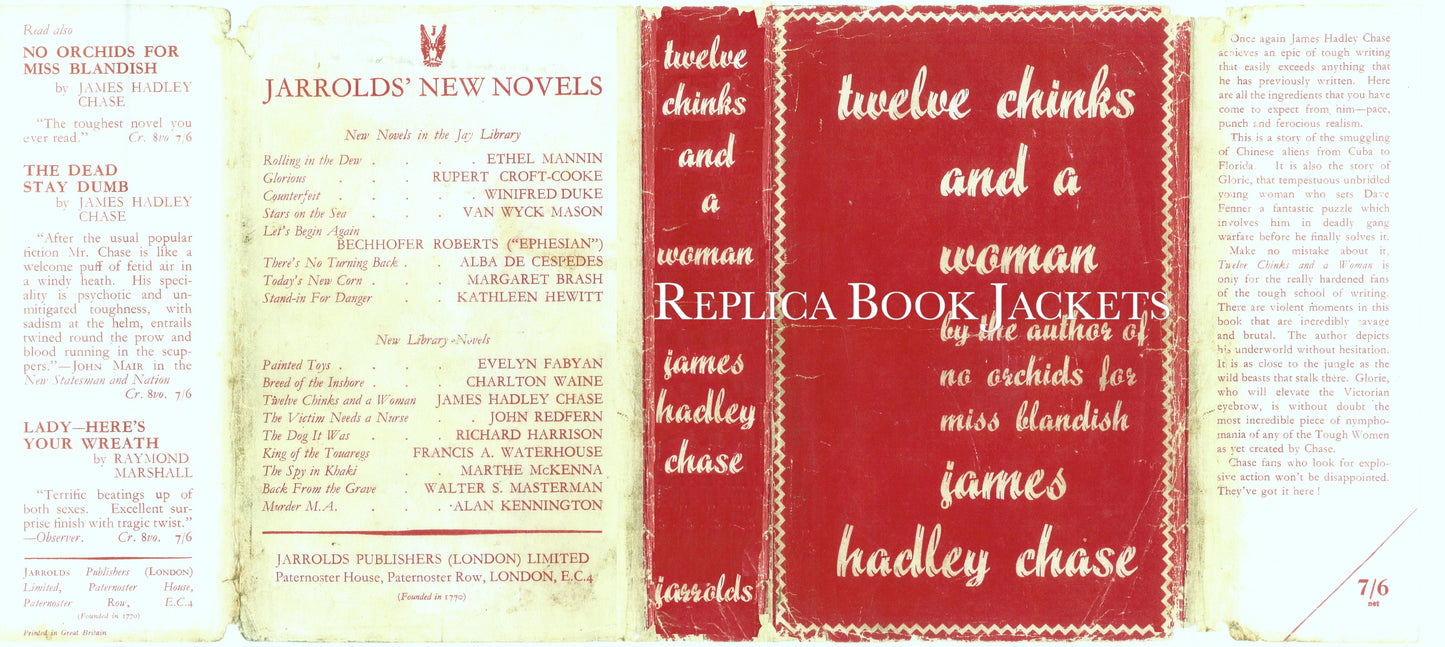 Read also
NO ORCHIDS FOR
MISS BLANDISH
by JAMES HADLEY
CHASE
"The toughest novel you
ever read." Cr. 8vo 7/6
THE DEAD
STAY DUMB
by JAMES HADLEY
CHASE
"After the usual popular
fiction Mr. Chase is like a
welcome puff of fetid air in
a windy heath. His speci-
ality is psychotic and un-
mitigated toughness, with
sadism at the helm, entrails
twined round the prow and
blood running in the scup-
pers."—JOHN MAIR in the
New Statesman and Nation
Cr. 8vo. 7/6
LADY—HERE'S
YOUR WREATH
by RAYMOND
MARSHALL
"Terrific beatings up of
both sexes. Excellent sur-
prise finish with tragic twist."
—Observer. Cr. 8vo. 7/6
JARROLDS Publishers (LONDON)
Limited, Paternoster House,
Paternoster Row, E.C.4
(Founded in 1770)
Printed in Great Britain
J
JARROLDS' NEW NOVELS
New Novels in the Jay Library
Rolling in the Dew . . . . ETHEL MANNIN
Glorious . . . RUPERT CROFT-COOKE
Counterfeit . . . . WINIFRED DUKE
Stars on the Sea . . . VAN WYCK MASON
Let's Begin Again
BECHHOFER ROBERTS ("EPHESIAN")
There's No Turning Back . . ALBA DE CESPEDES
Today's New Corn . . . MARGARET BRASH
Stand-in For Danger . . KATHLEEN HEWITT
New Library Novels
Painted Toys . . . . EVELYN FABYAN
Breed of the Inshore . . . CHARLTON WAINE
Twelve Chinks and a Woman JAMES HADLEY CHASE
The Victim Needs a Nurse . . JOHN REDFERN
The Dog It Was . . . RICHARD HARRISON
King of the Touaregs FRANCIS A. WATERHOUSE
The Spy in Khaki . . MARTHE McKENNA
Back From the Grave . WALTER S. MASTERMAN
Murder M.A. . . . . ALAN KENNINGTON
JARROLDS PUBLISHERS (LONDON) LIMITED
Paternoster House, Paternoster Row, LONDON, E.C.4
(Founded in 1770)
twelve
chinks
and
a
woman
james
hadley
chase
jarrolds
twelve chinks
and a
woman
REPLICA BOOK JACKETS
by the author of
no orchids for
miss blandish
james
hadley chase
Once again James Hadley Chase
achieves an epic of tough writing
that easily exceeds anything that
he has previously written. Here
are all the ingredients that you have
come to expect from him—pace,
punch and ferocious realism.
This is a story of the smuggling
of Chinese aliens from Cuba to
Florida. It is also the story of
Glorie, that tempestuous unbridled
young woman who sets Dave
Fenner a fantastic puzzle which
involves him in deadly gang
warfare before he finally solves it.
Make no mistake about it,
Twelve Chinks and a Woman is
only for the really hardened fans
of the tough school of writing.
There are violent moments in this
book that are incredibly savage
and brutal. The author depicts
his underworld without hesitation.
It is as close to the jungle as the
wild beasts that stalk there. Glorie,
who will elevate the Victorian
eyebrow, is without doubt the
most incredible piece of nympho-
mania of any of the Tough Women
as yet created by Chase.
Chase fans who look for explo-
sive action won't be disappointed.
They've got it here!
7/6
net